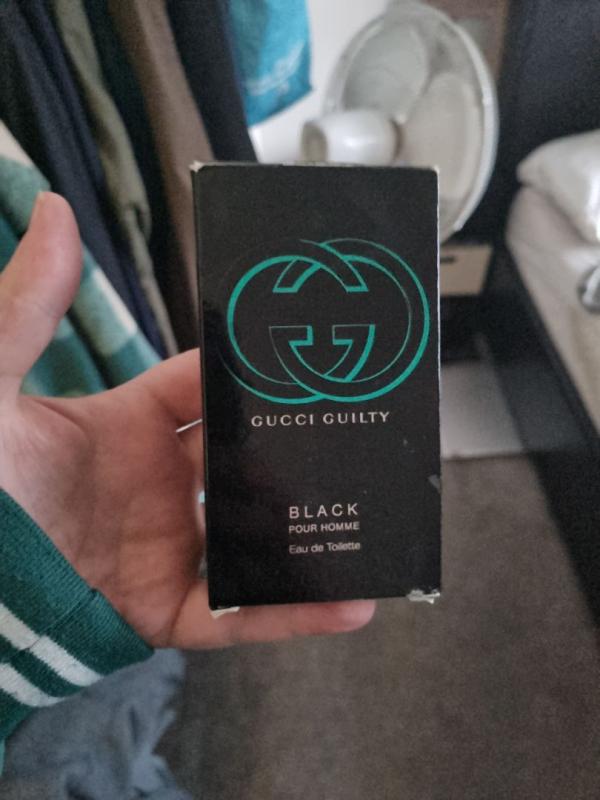 GUCCI GUILTY
BLACK
POUR HOMME
Eau de Toilette